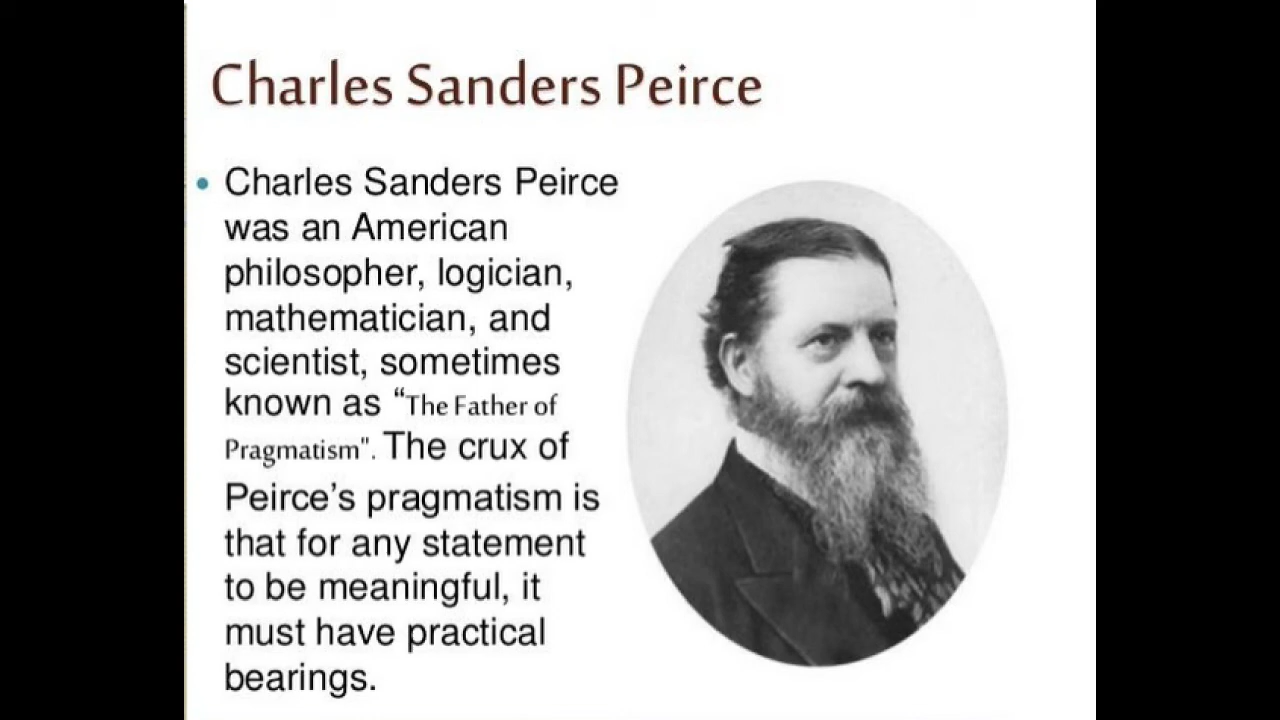 Charles Sanders Peirce
• Charles Sanders Peirce
was an American
philosopher, logician,
mathematician, and
scientist, sometimes
known as “The Father of
Pragmatism". The crux of
Peirce’s pragmatism is
that for any statement
to be meaningful, it
must have practical
bearings.